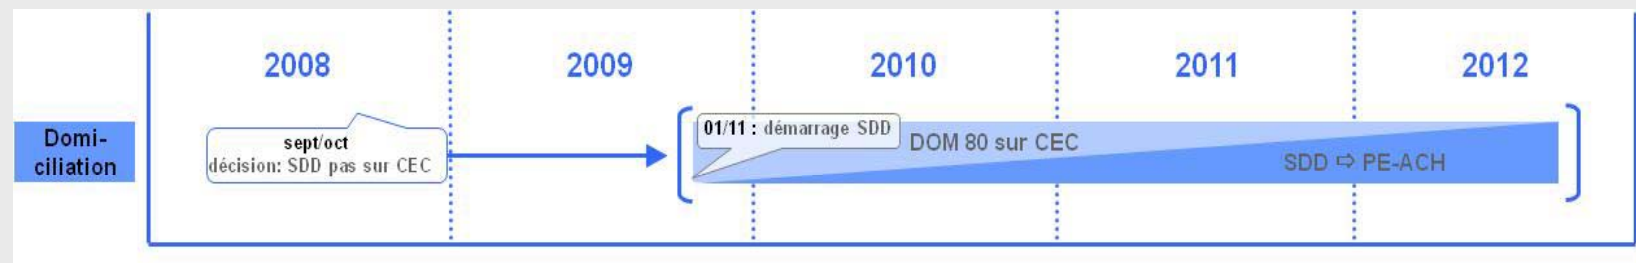 2008
2009
2010
2011
2012
Domi-
ciliation
sept/oct
décision: SDD pas sur CEC
01/11 : démarrage SDD
DOM 80 sur CEC
SDD ⇨ PE-ACH